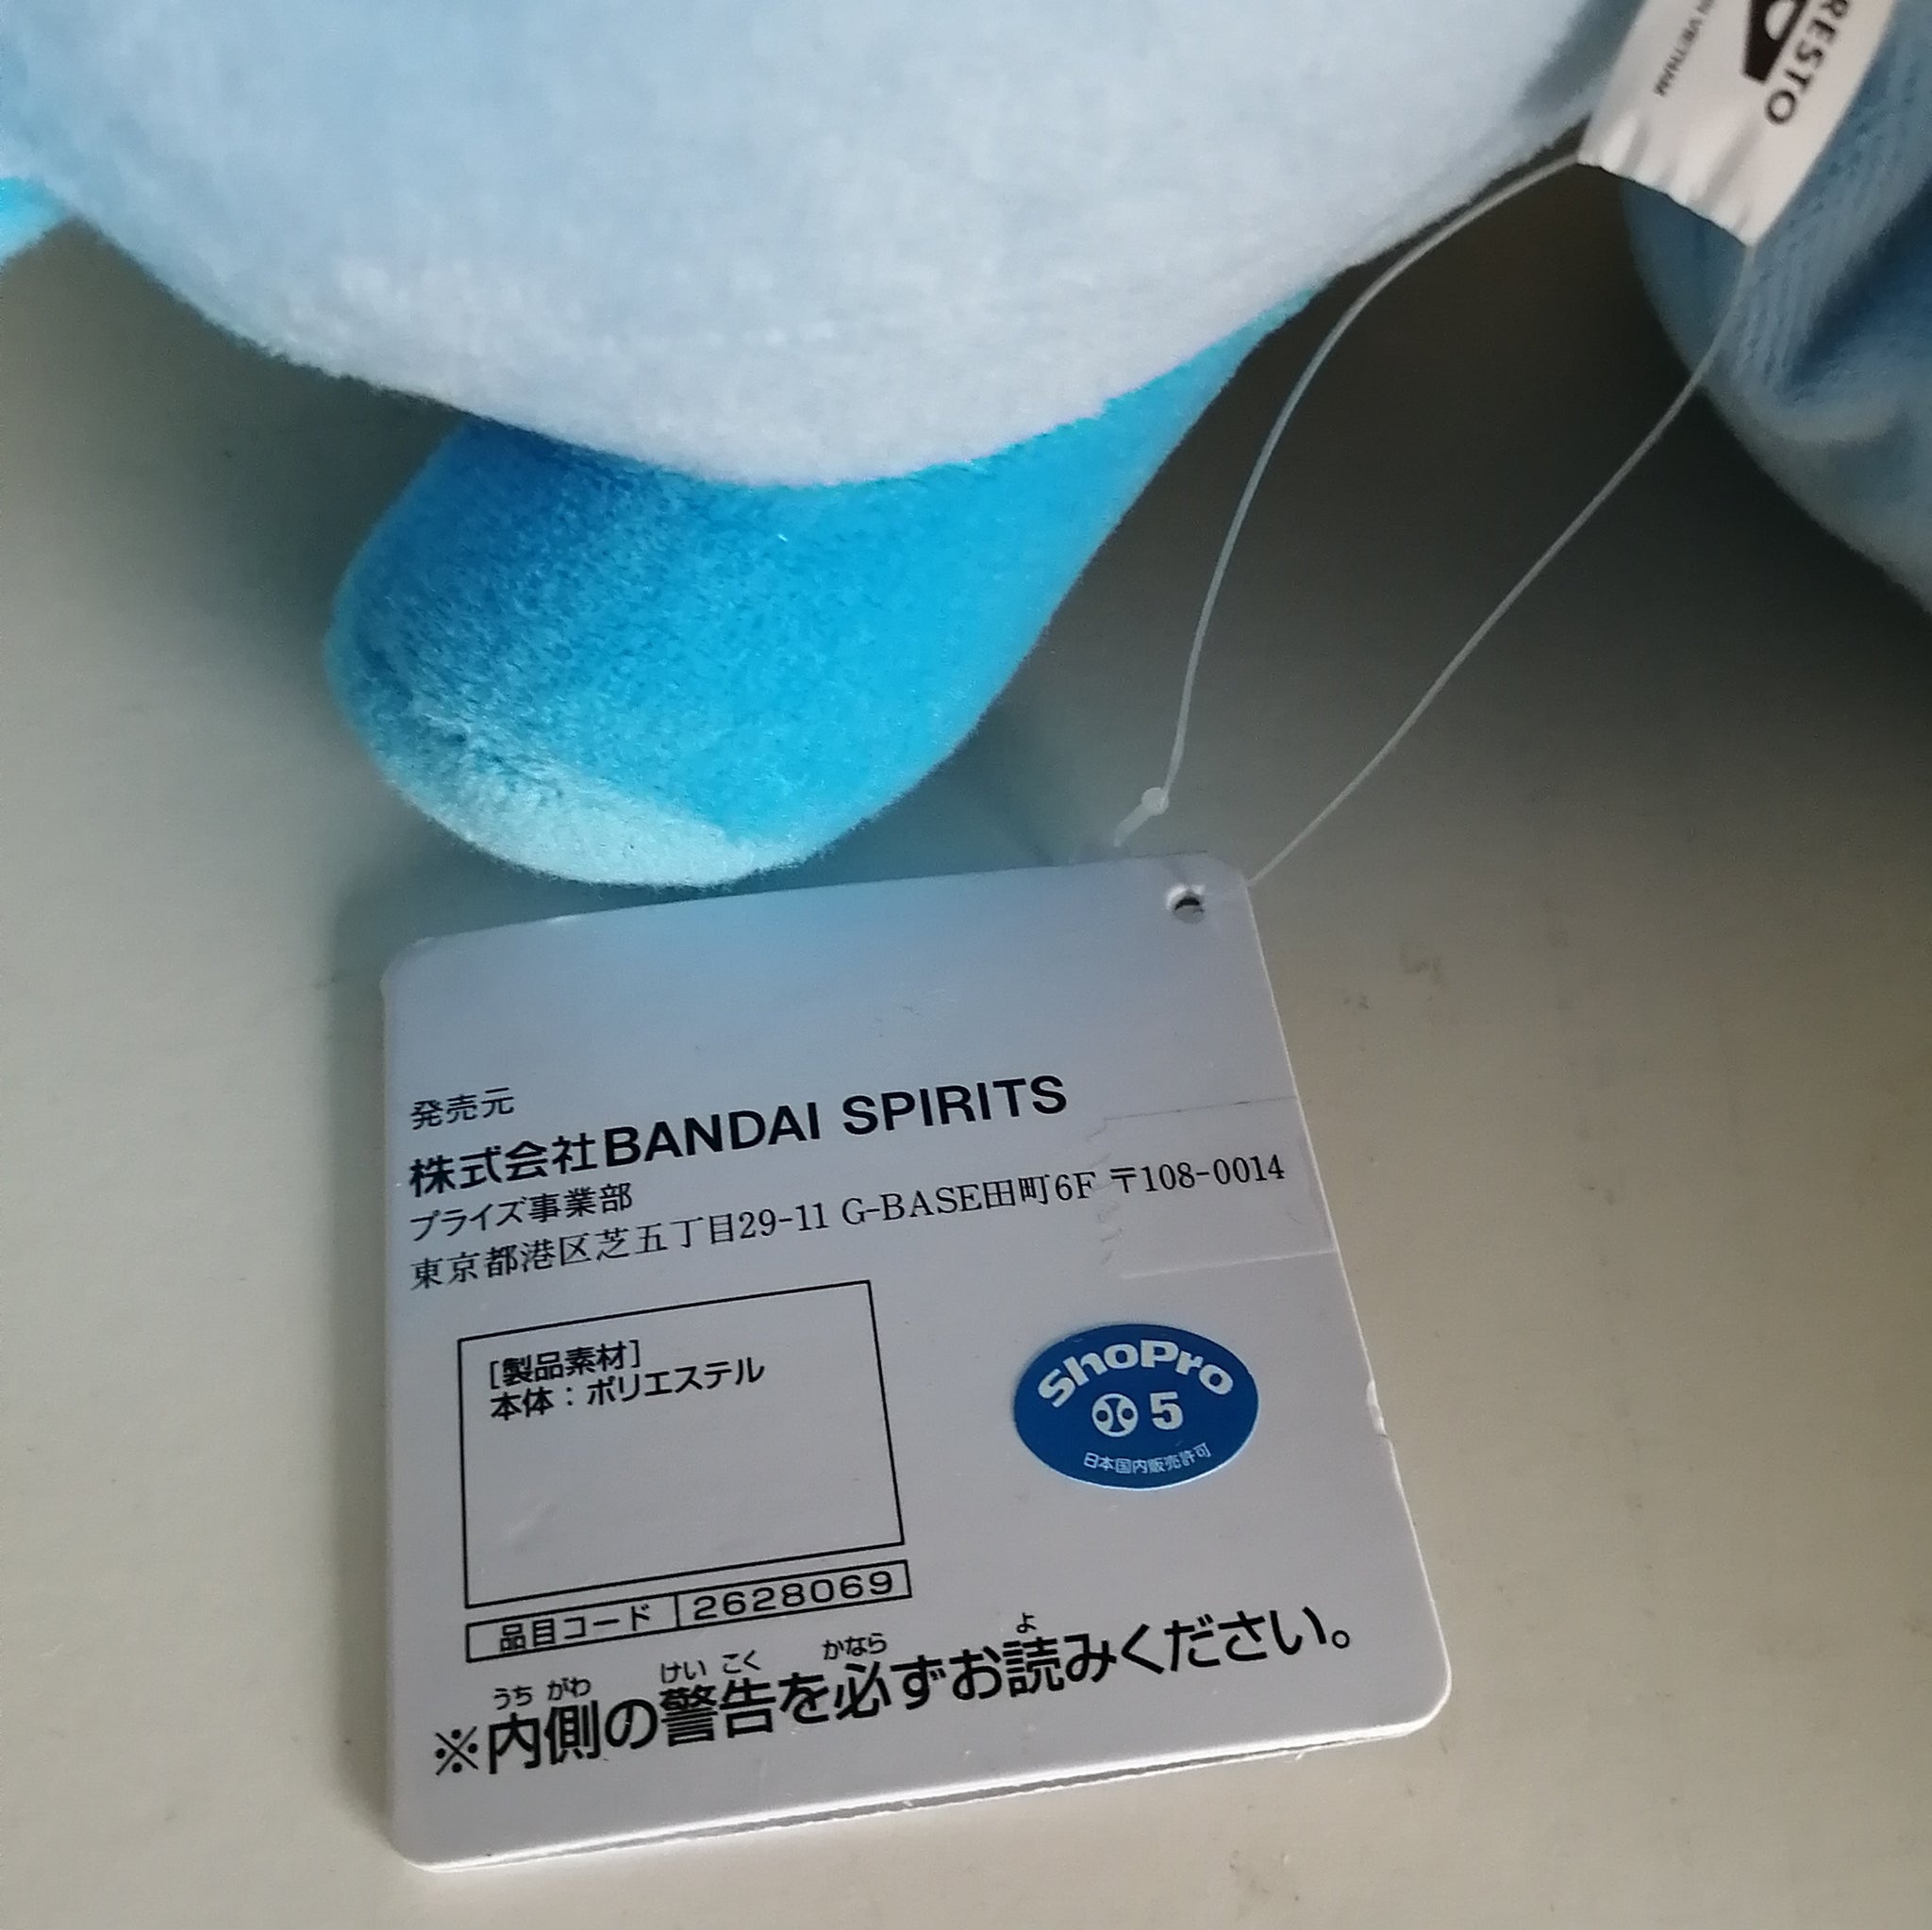 RESTO
N VIETNAM
発売元
株式会社BANDAI SPIRITS
プライズ事業部
東京都港区芝五丁目29-11 G-BASE田町6F 〒108-0014
[製品素材]
本体：ポリエステル
ShoPro
5
日本国内販売許可
品目コード 2628069
うち がわ けい こく かなら よ
※内側の警告を必ずお読みください。